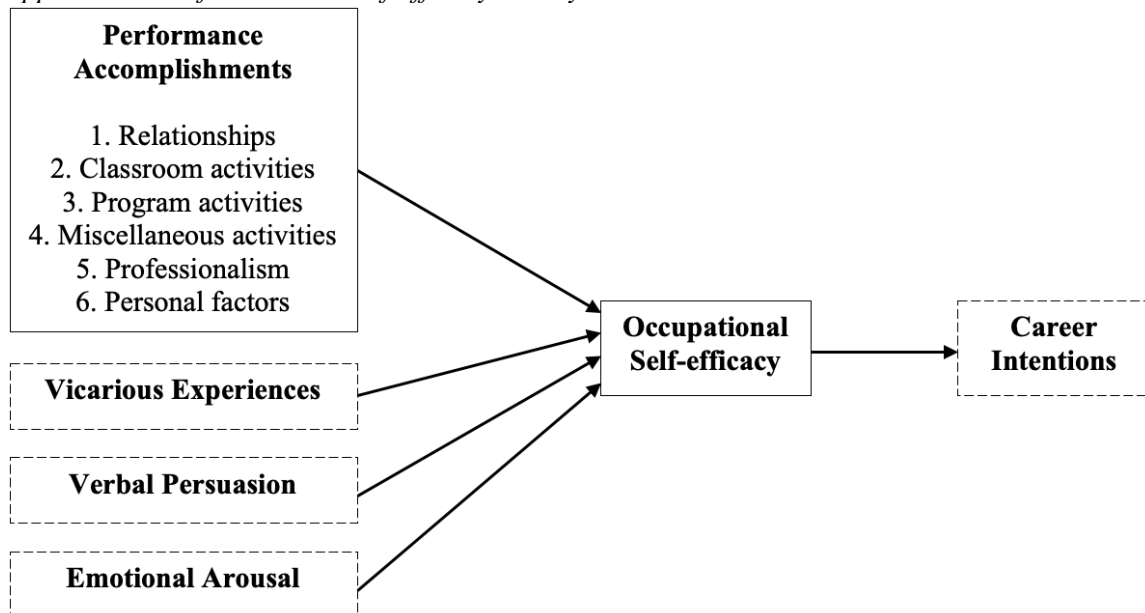 Performance
Accomplishments
1. Relationships
2. Classroom activities
3. Program activities
4. Miscellaneous activities
5. Professionalism
6. Personal factors
Vicarious Experiences
Verbal Persuasion
Emotional Arousal
Occupational
Self-efficacy
Career
Intentions